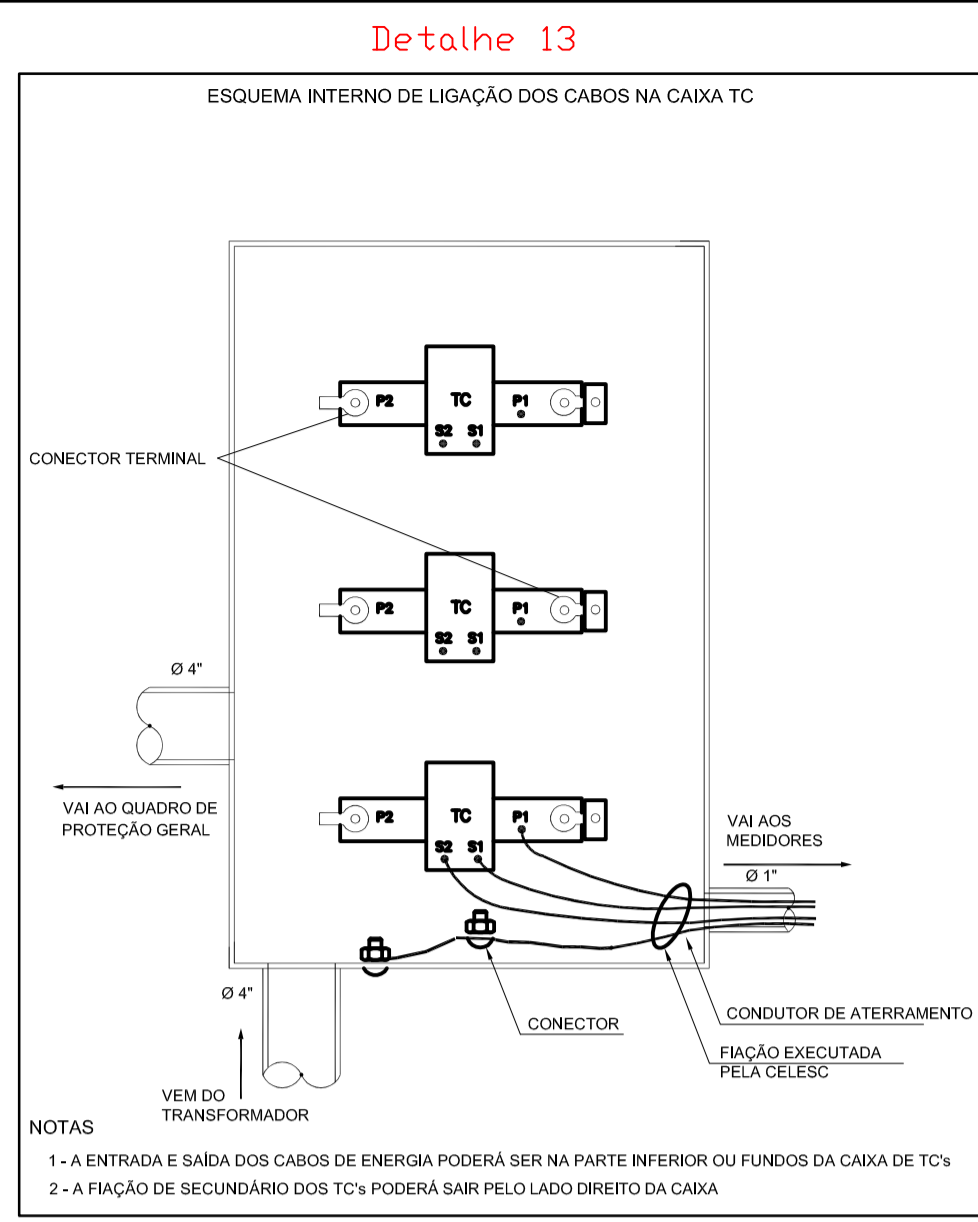 Detalhe 13
ESQUEMA INTERNO DE LIGAÇÃO DOS CABOS NA CAIXA TC
P2 TC P1
S2 S1
CONECTOR TERMINAL
P2 TC P1
S2 S1
Ø 4"
VAI AO QUADRO DE
PROTEÇÃO GERAL
P2 TC P1
S2 S1
VAI AOS
MEDIDORES
Ø 1"
Ø 4"
CONECTOR
CONDUTOR DE ATERRAMENTO
FIAÇÃO EXECUTADA
PELA CELESC
VEM DO
TRANSFORMADOR
NOTAS
1 - A ENTRADA E SAÍDA DOS CABOS DE ENERGIA PODERÁ SER NA PARTE INFERIOR OU FUNDOS DA CAIXA DE TC's
2 - A FIAÇÃO DE SECUNDÁRIO DOS TC's PODERÁ SAIR PELO LADO DIREITO DA CAIXA